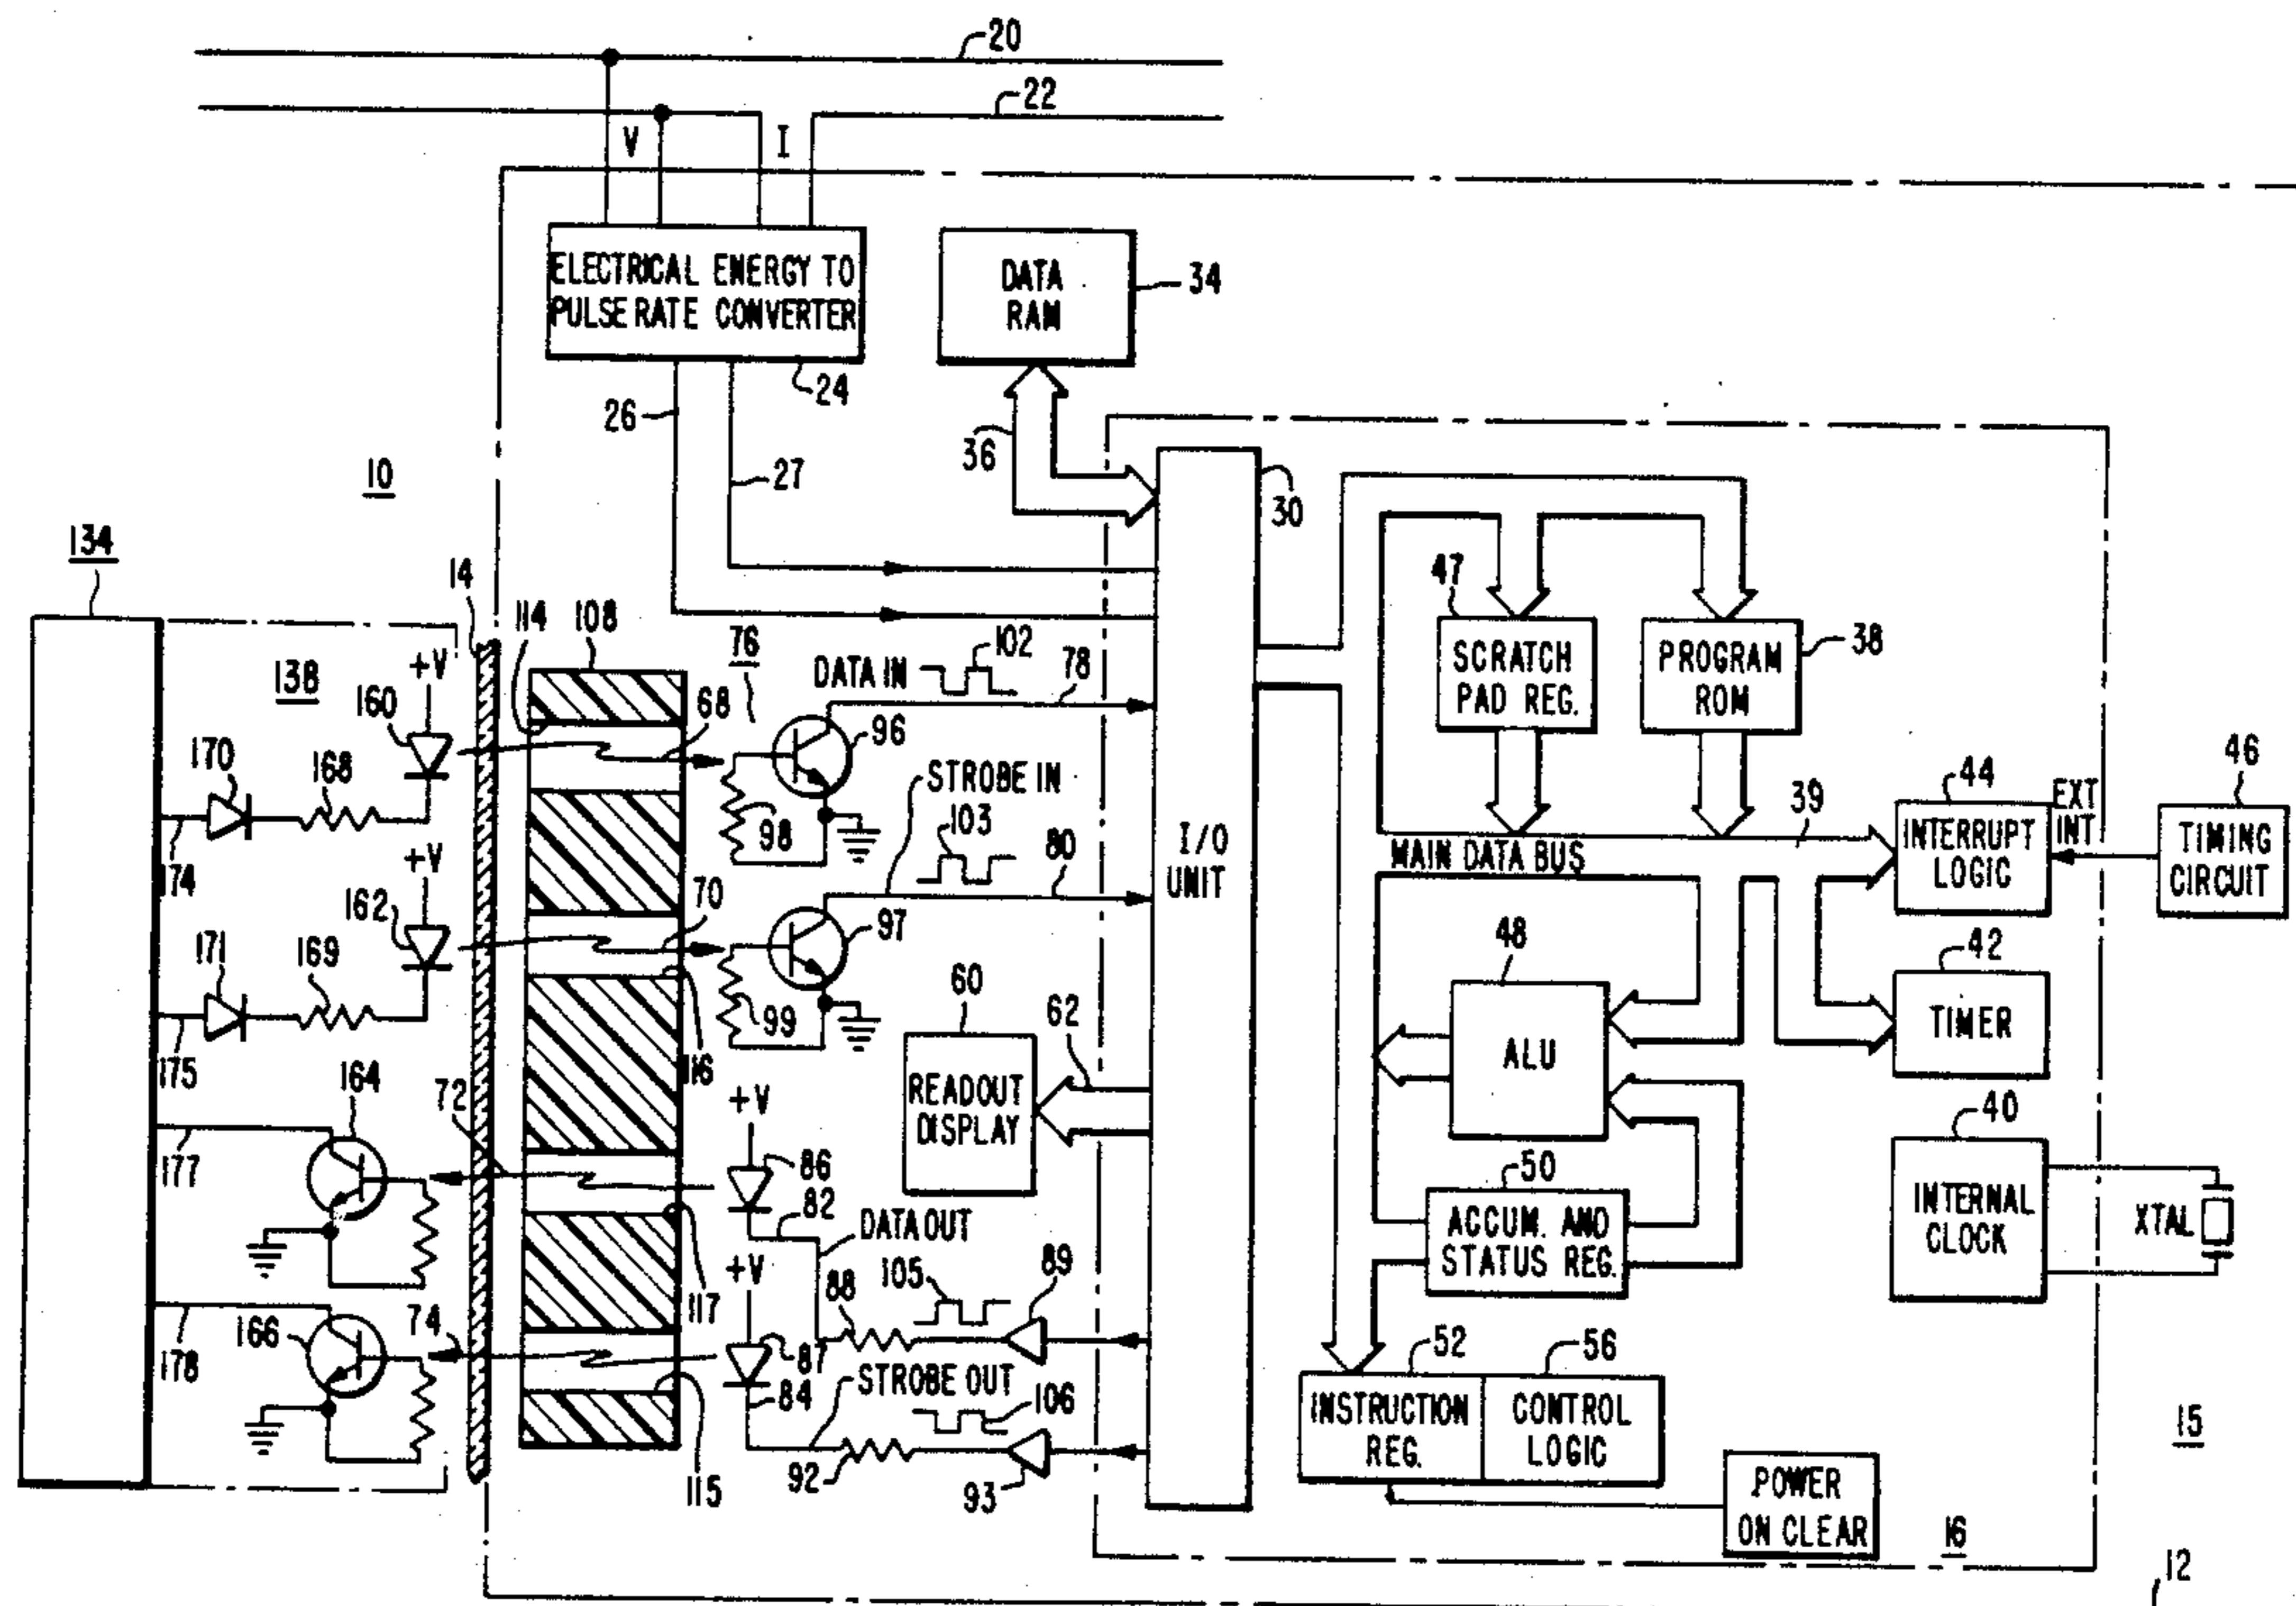 20
22
V
I
ELECTRICAL ENERGY TO
PULSE RATE CONVERTER
24
DATA
RAM
34
26
27
36
10
30
134
14
114
108
76
DATA IN
102
78
47
SCRATCH
PAD REG.
PROGRAM
ROM
38
138
+V
160
170
168
174
68
96
98
STROBE IN
103
80
I/O
UNIT
MAIN DATA BUS
39
44
INTERRUPT
LOGIC
EXT
INT
46
TIMING
CIRCUIT
+V
162
171
169
175
70
97
99
116
60
READOUT
DISPLAY
62
48
ALU
42
TIMER
164
72
177
+V
86
82
DATA OUT
117
50
ACCUM. AND
STATUS REG.
40
INTERNAL
CLOCK
XTAL
166
74
178
+V
87
84
88
105
89
STROBE OUT
106
115
92
93
52
56
INSTRUCTION
REG.
CONTROL
LOGIC
POWER
ON CLEAR
15
16
12